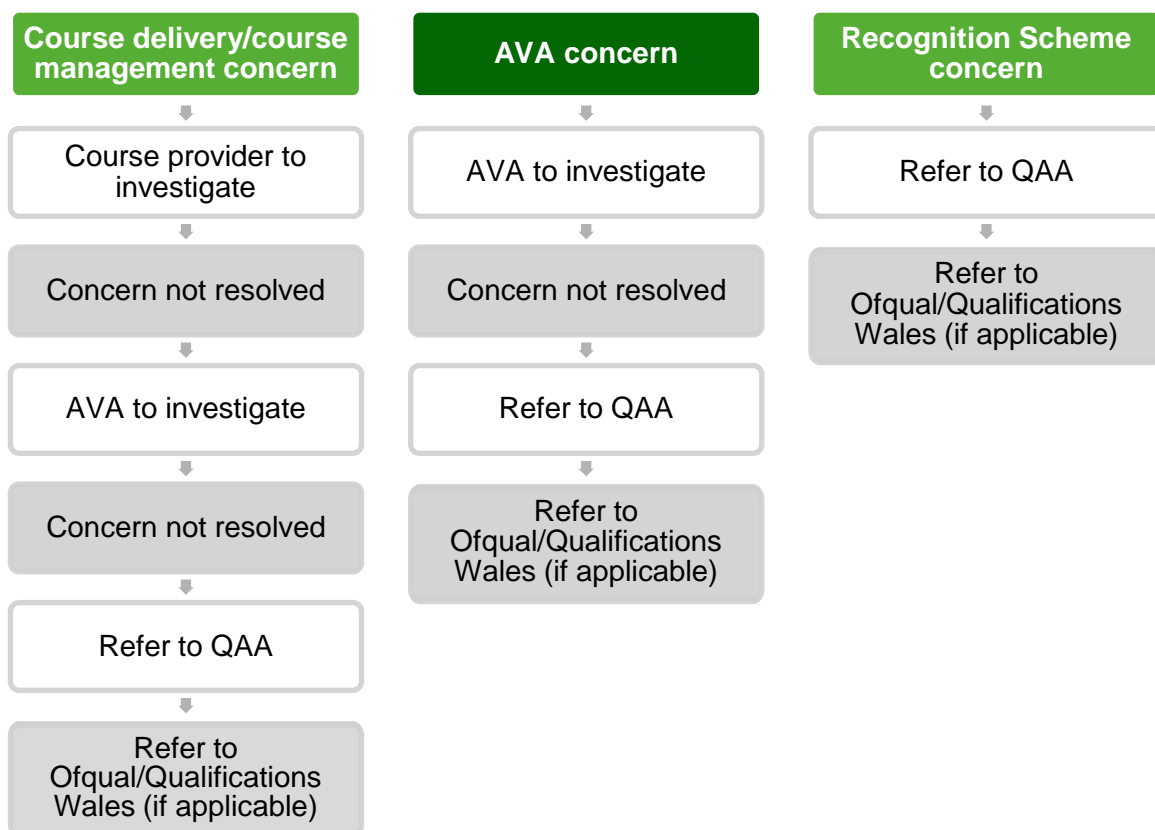 Course delivery/course
management concern
Course provider to
investigate
Concern not resolved
AVA to investigate
Concern not resolved
Refer to QAA
Refer to
Ofqual/Qualifications
Wales (if applicable)
AVA concern
AVA to investigate
Concern not resolved
Refer to QAA
Refer to
Ofqual/Qualifications
Wales (if applicable)
Recognition Scheme
concern
Refer to QAA
Refer to
Ofqual/Qualifications
Wales (if applicable)